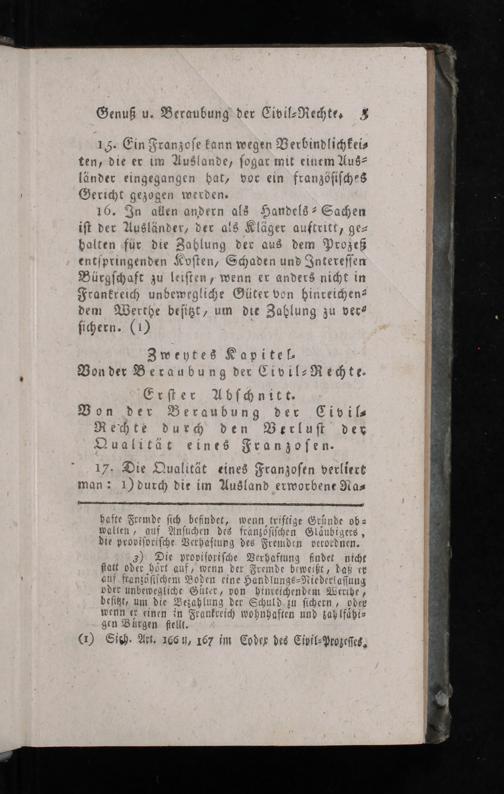 Genuß u. Beraubung der Civil-Rechte. 5
15. Ein Franzose kann wegen Verbindlichkei-
ten, die er im Auslande, sogar mit einem Aus-
länder eingegangen hat, vor ein französisches
Gericht gezogen werden.
16. In allen andern als Handels-Sachen
ist der Ausländer, der als Kläger auftritt, ge-
halten für die Zahlung der aus dem Prozeß
entspringenden Kosten, Schaden und Interessen
Bürgschaft zu leisten, wenn er anders nicht in
Frankreich unbewegliche Güter von hinreichen-
dem Werthe besitzt, um die Zahlung zu ver-
sichern. (1)
Zweytes Kapitel.
Von der Beraubung der Civil-Rechte.
Erster Abschnitt.
Von der Beraubung der Civil-
Rechte durch den Verlust der
Qualität eines Franzosen.
17. Die Qualität eines Franzosen verliert
man: 1) durch die im Ausland erworbene Na-
hafte Fremde sich befindet, wenn triftige Gründe ob-
walten, auf Ansuchen des französischen Gläubigers,
die provisorische Verhaftung des Fremden verordnen.
3) Die provisorische Verhaftung findet nicht
statt oder hört auf, wenn der Fremde beweißt, daß er
auf französischem Boden eine Handlungs-Niederlassung
oder unbewegliche Güter, von hinreichendem Werthe,
besitzt, um die Bezahlung der Schuld zu sichern, oder
wenn er einen in Frankreich wohnhaften und zahlfähi-
gen Bürgen stellt.
(1) Sieh. Art. 166 u, 167 im Codex des Civil-Prozesses.